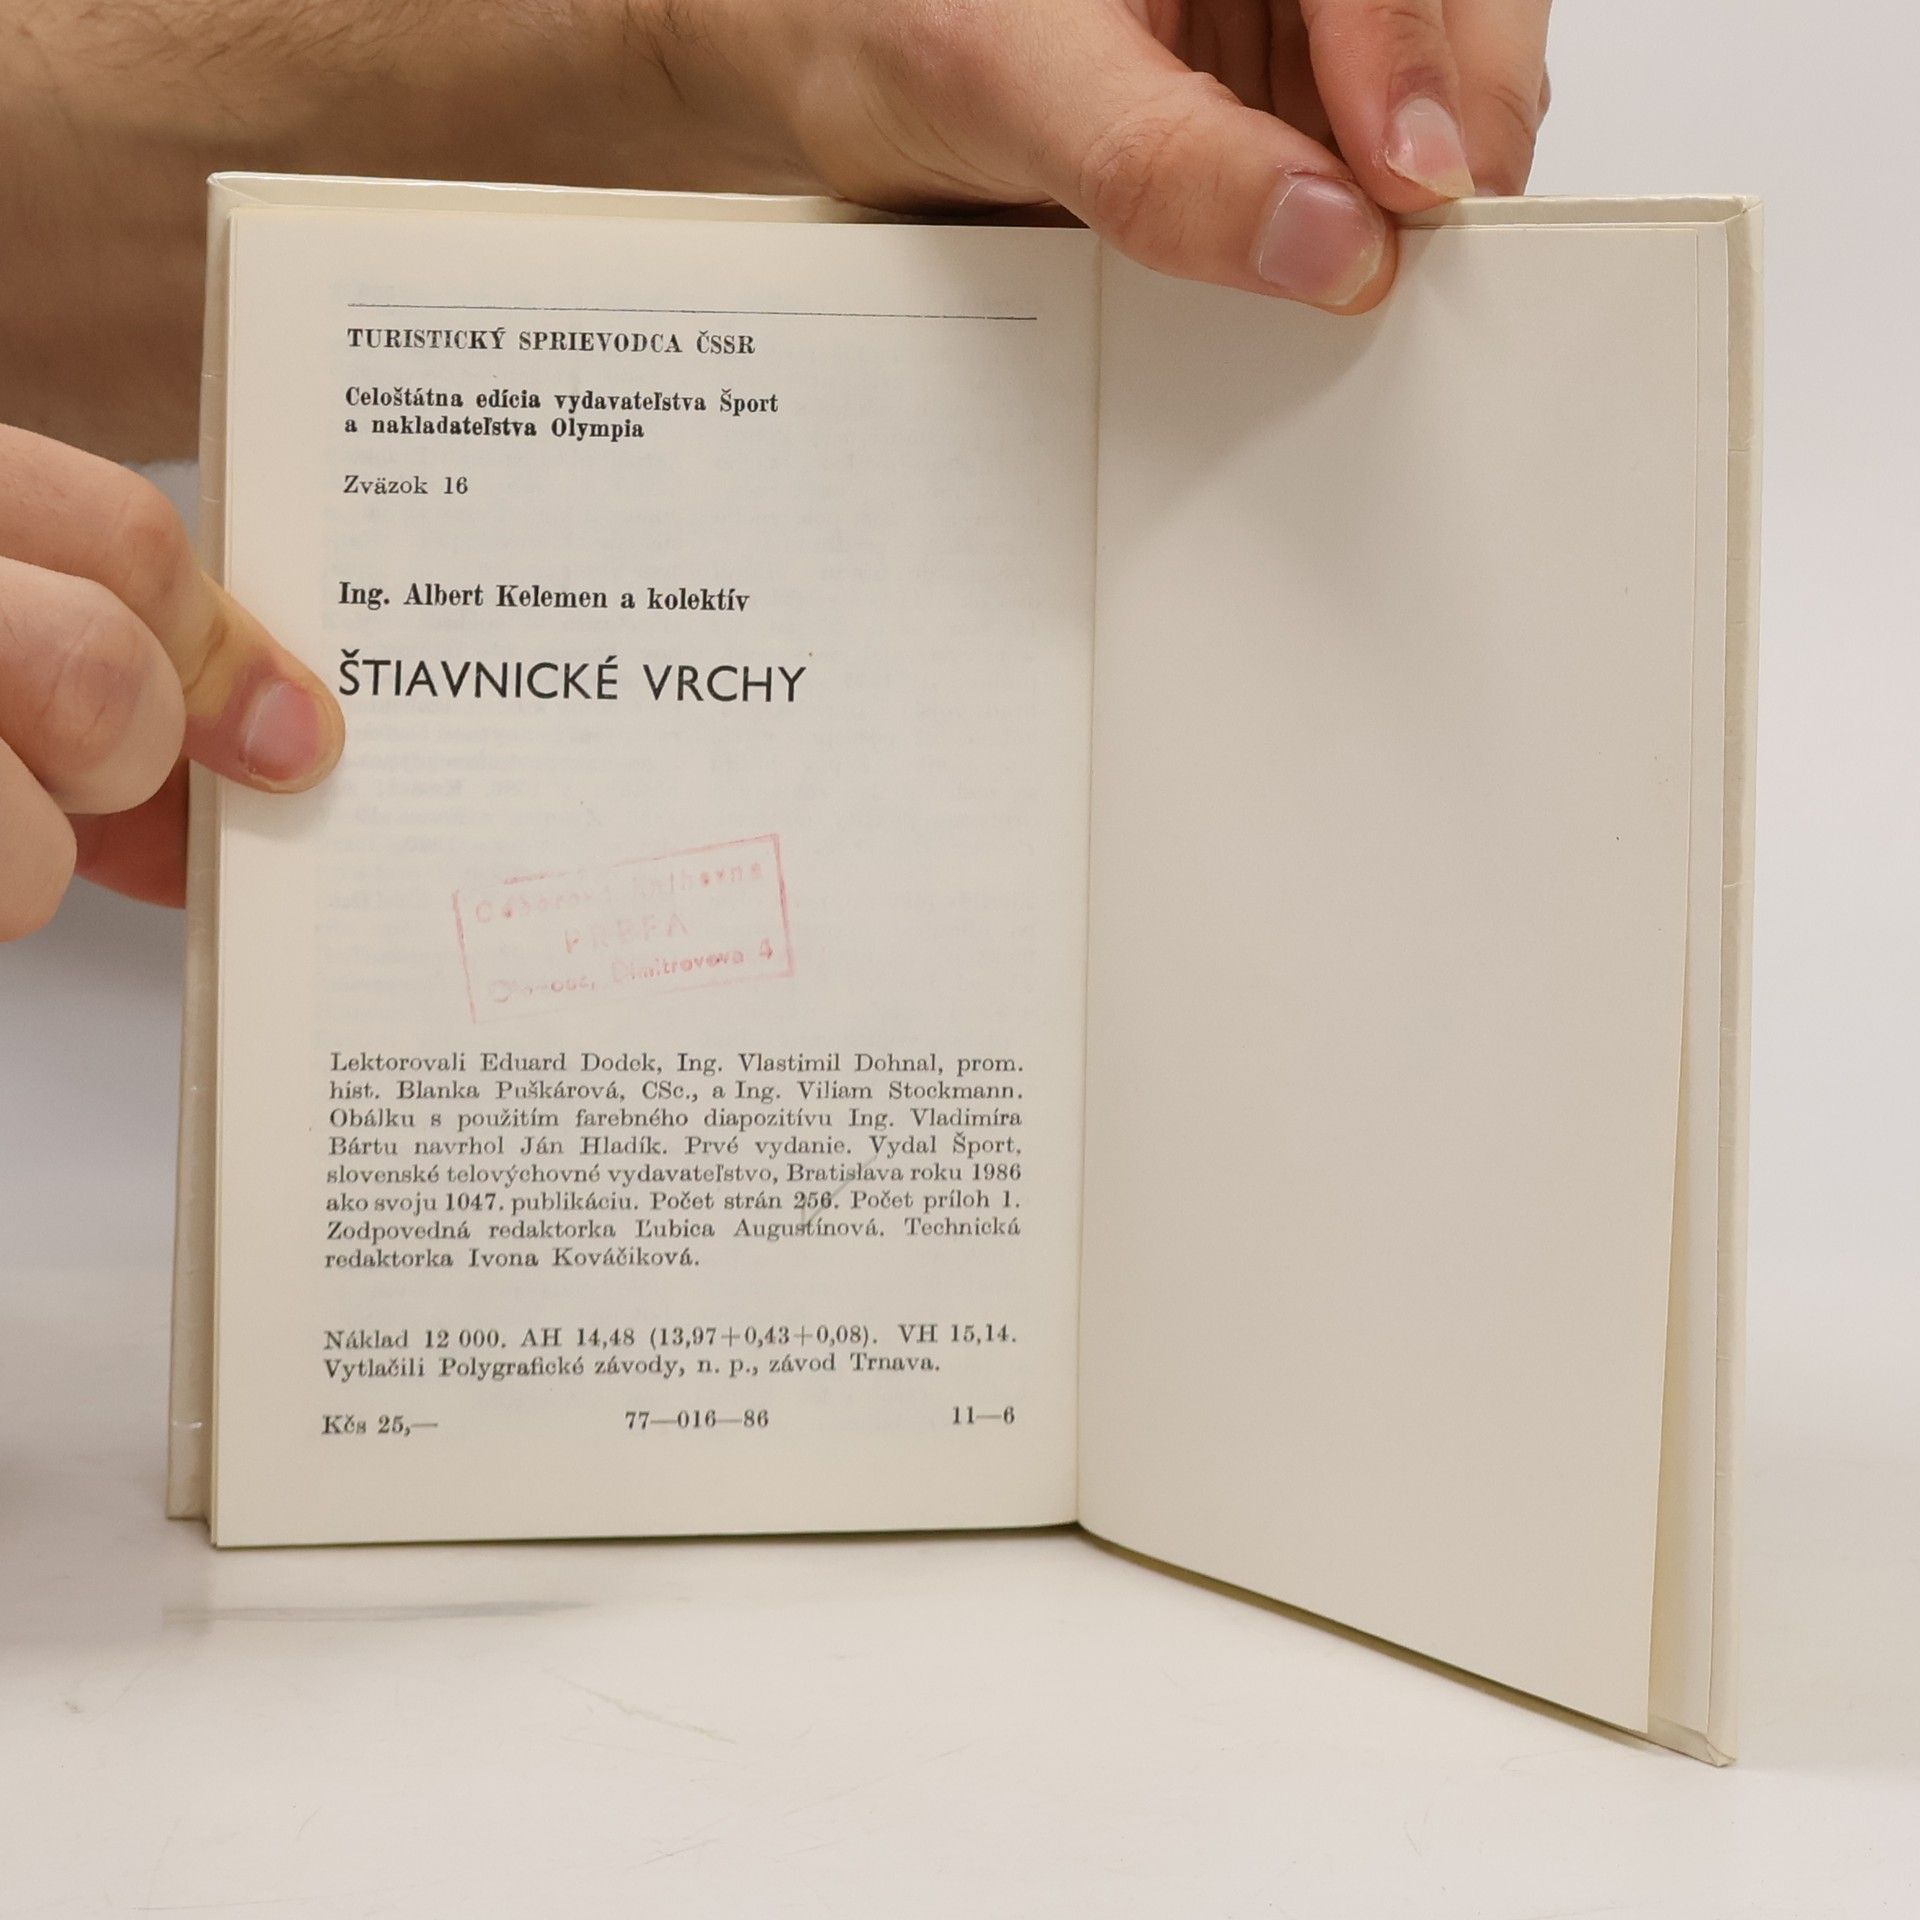 TURISTICKÝ SPRIEVODCA ČSSR
Celoštátna edícia vydavateľstva Šport
a nakladateľstva Olympia
Zväzok 16
Ing. Albert Kelemen a kolektív
ŠTIAVNICKÉ VRCHY
Knihovna
Dimitrovova 4
Lektorovali Eduard Dodek, Ing. Vlastimil Dohnal, prom.
hist. Blanka Puškárová, CSc., a Ing. Viliam Stockmann.
Obálku s použitím farebného diapozitívu Ing. Vladimíra
Bártu navrhol Ján Hladík. Prvé vydanie. Vydal Šport,
slovenské telovýchovné vydavateľstvo, Bratislava roku 1986
ako svoju 1047. publikáciu. Počet strán 256. Počet príloh 1.
Zodpovedná redaktorka Ľubica Augustínová. Technická
redaktorka Ivona Kováčiková.
Náklad 12 000. AH 14,48 (13,97+0,43+0,08). VH 15,14.
Vytlačili Polygrafické závody, n. p., závod Trnava.
Kčs 25,— 77—016—86 11—6